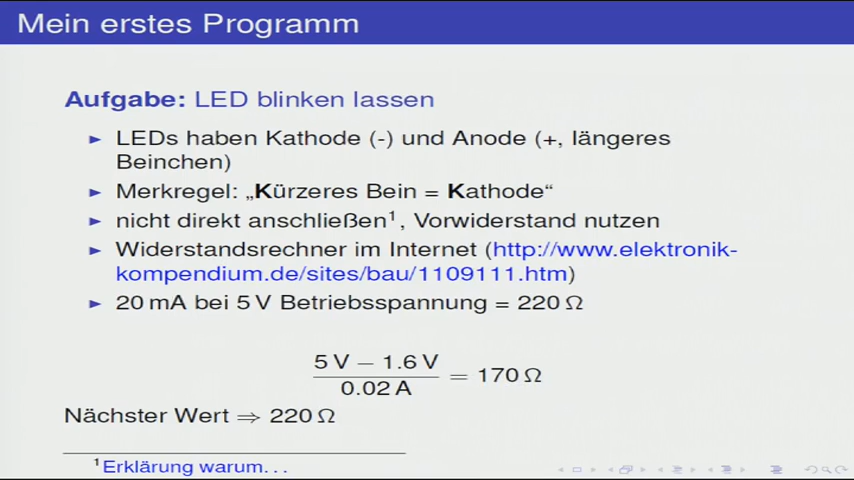 Mein erstes Programm
Aufgabe: LED blinken lassen
LEDs haben Kathode (-) und Anode (+, längeres
Beinchen)
Merkregel: „Kürzeres Bein = Kathode“
nicht direkt anschließen¹, Vorwiderstand nutzen
Widerstandsrechner im Internet (http://www.elektronik-
kompendium.de/sites/bau/1109111.htm)
20 mA bei 5 V Betriebsspannung = 220 Ω
5 V − 1.6 V
0.02 A
= 170 Ω
Nächster Wert ⇒ 220 Ω
¹Erklärung warum...